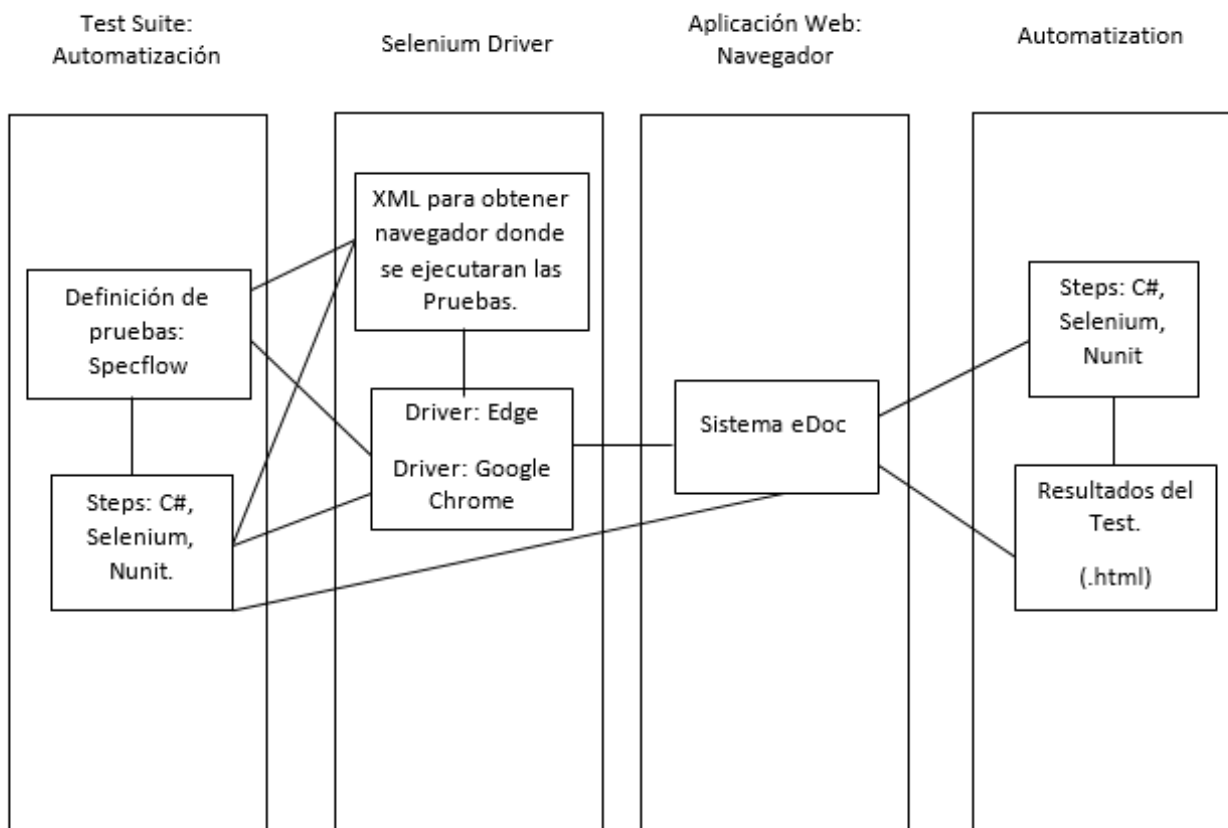 Test Suite:
Automatización
Selenium Driver
Aplicación Web:
Navegador
Automatization
Definición de
pruebas:
Specflow
Steps: C#,
Selenium,
Nunit.
XML para obtener
navegador donde
se ejecutaran las
Pruebas.
Driver: Edge
Driver: Google
Chrome
Sistema eDoc
Steps: C#,
Selenium,
Nunit
Resultados del
Test.
(.html)